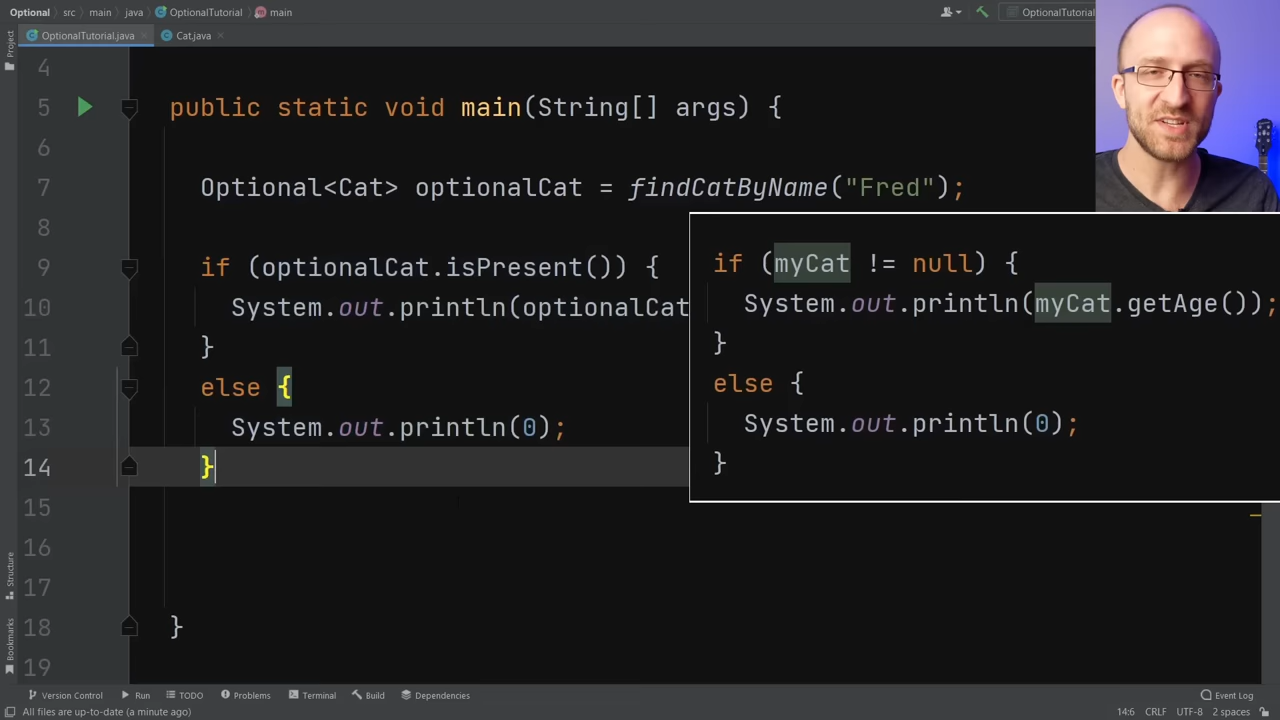 Optional src main java OptionalTutorial main OptionalTutorial
OptionalTutorial.java Cat.java
Project
4
5 public static void main(String[] args) {
6
7 Optional<Cat> optionalCat = findCatByName("Fred");
8
9 if (optionalCat.isPresent()) {
10 System.out.println(optionalCat
11 }
12 else {
13 System.out.println(0);
14 }
15
16
17
18 }
19
if (myCat != null) {
System.out.println(myCat.getAge());
}
else {
System.out.println(0);
}
Structure
Bookmarks
Version Control Run TODO Problems Terminal Build Dependencies Event Log
All files are up-to-date (a minute ago) 14:6 CRLF UTF-8 2 spaces